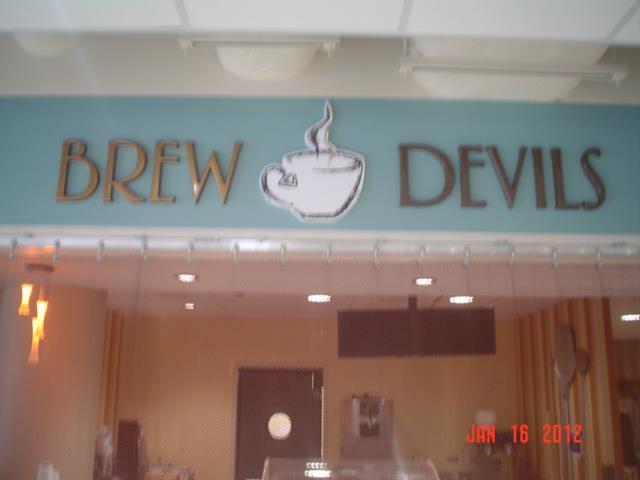 BREW DEVILS
JAN 16 2012